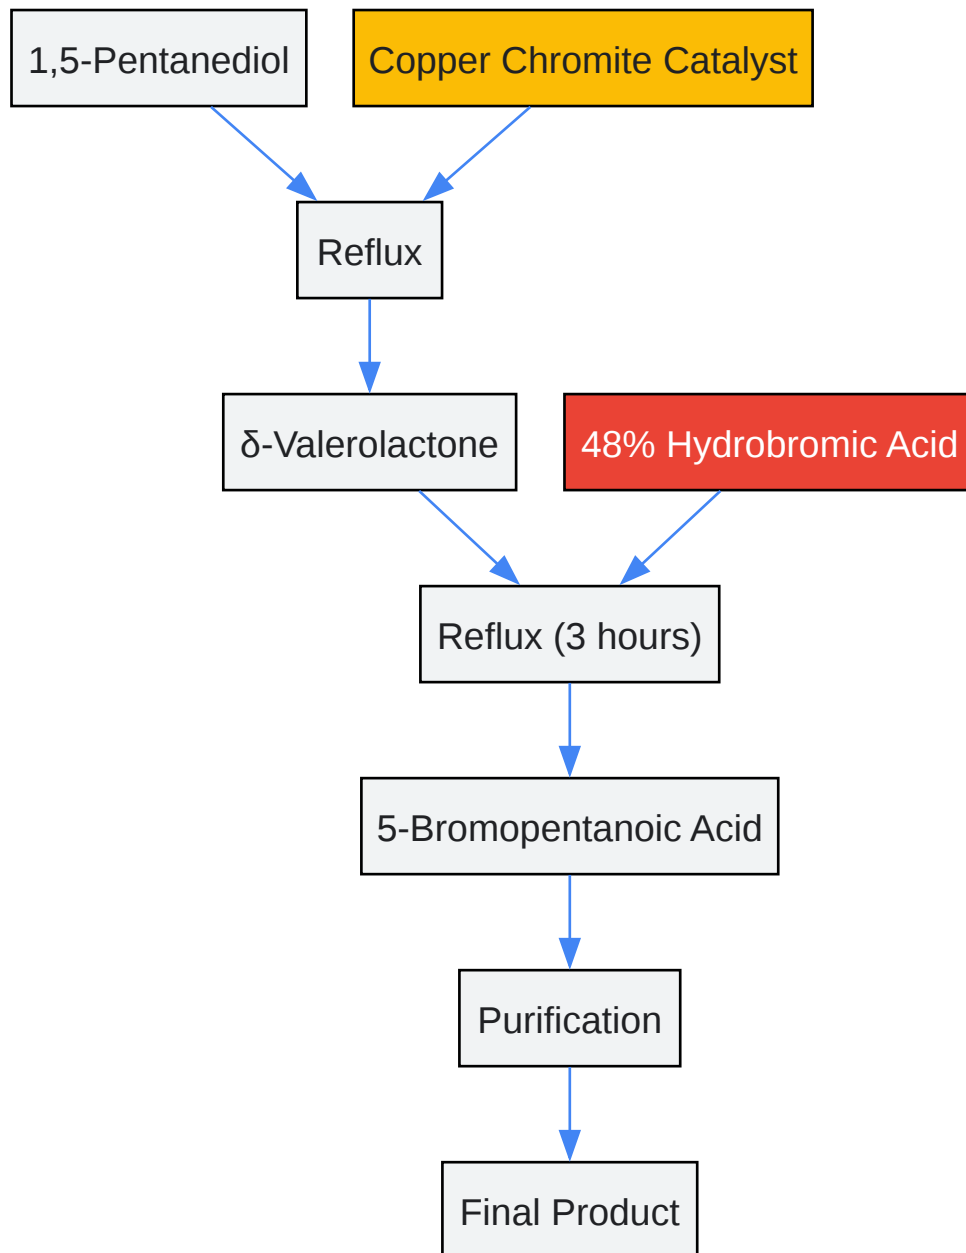 1,5-Pentanediol
Copper Chromite Catalyst
Reflux
δ-Valerolactone
48% Hydrobromic Acid
Reflux (3 hours)
5-Bromopentanoic Acid
Purification
Final Product